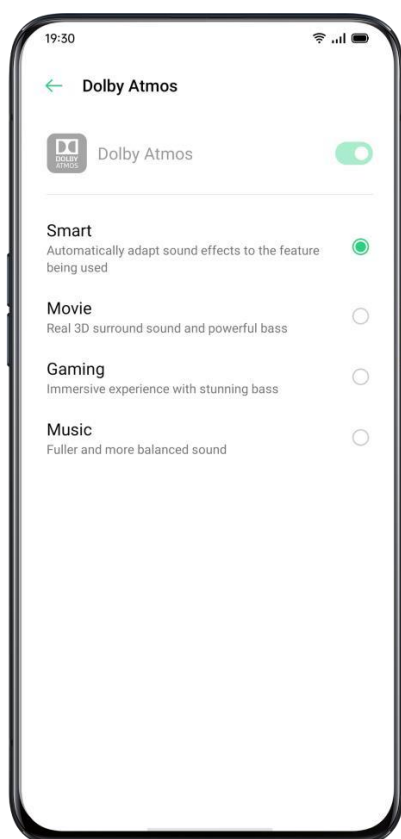 19:30
Dolby Atmos
DOLBY
ATMOS
Dolby Atmos
Smart
Automatically adapt sound effects to the feature
being used
Movie
Real 3D surround sound and powerful bass
Gaming
Immersive experience with stunning bass
Music
Fuller and more balanced sound